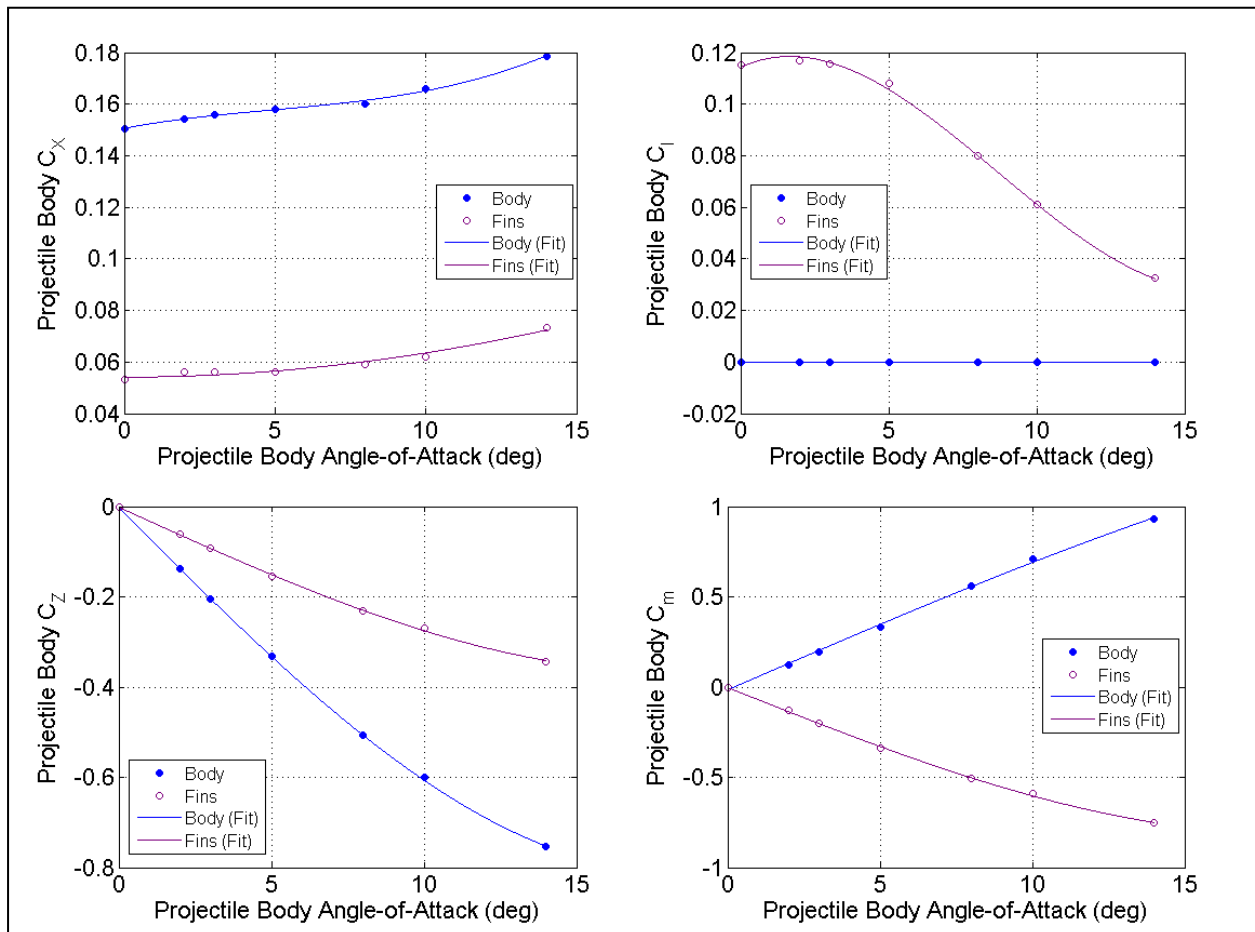 0.18
0.16
0.14
0.12
0.1
0.08
0.06
0.04
0
5
10
15
Projectile Body C_X
Projectile Body Angle-of-Attack (deg)
Body
Fins
Body (Fit)
Fins (Fit)
0.12
0.1
0.08
0.06
0.04
0.02
0
-0.02
0
5
10
15
Projectile Body C_l
Projectile Body Angle-of-Attack (deg)
Body
Fins
Body (Fit)
Fins (Fit)
0
-0.2
-0.4
-0.6
-0.8
0
5
10
15
Projectile Body C_Z
Projectile Body Angle-of-Attack (deg)
Body
Fins
Body (Fit)
Fins (Fit)
1
0.5
0
-0.5
-1
0
5
10
15
Projectile Body C_m
Projectile Body Angle-of-Attack (deg)
Body
Fins
Body (Fit)
Fins (Fit)